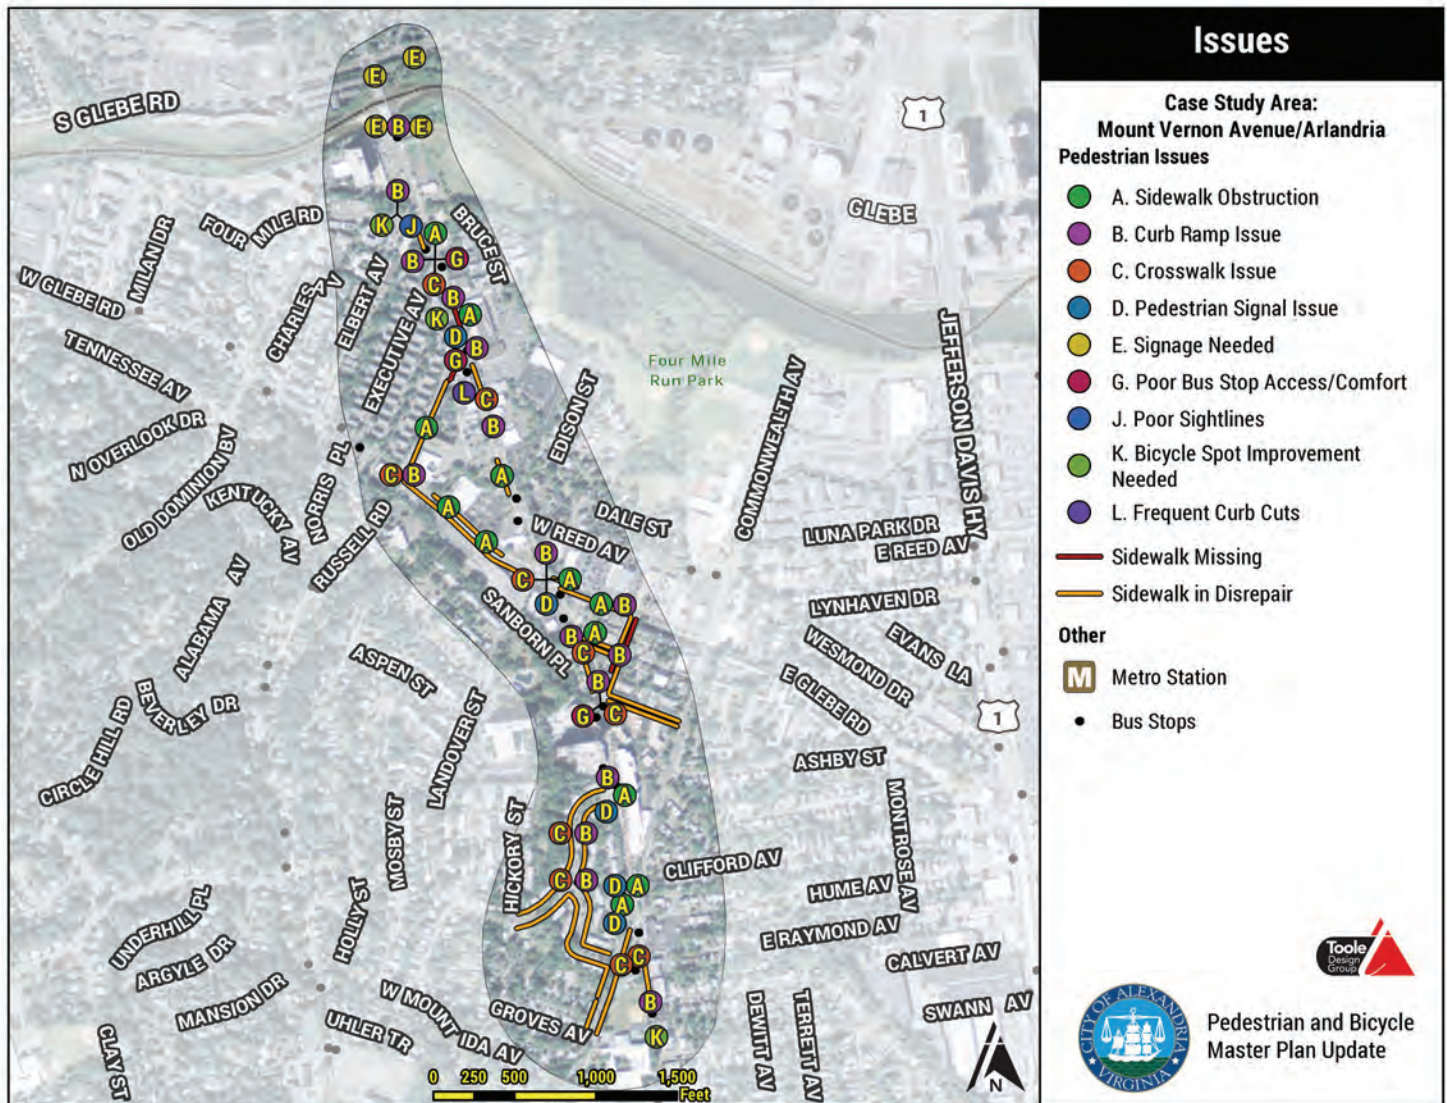 Issues
Case Study Area:
Mount Vernon Avenue/Arlandria
Pedestrian Issues
A. Sidewalk Obstruction
B. Curb Ramp Issue
C. Crosswalk Issue
D. Pedestrian Signal Issue
E. Signage Needed
G. Poor Bus Stop Access/Comfort
J. Poor Sightlines
K. Bicycle Spot Improvement
Needed
L. Frequent Curb Cuts
Sidewalk Missing
Sidewalk in Disrepair
Other
M Metro Station
Bus Stops
Toole
Design
Group
CITY OF ALEXANDRIA
VIRGINIA
Pedestrian and Bicycle
Master Plan Update
S GLEBE RD
E
E
E B E
1
GLEBE
B
K J A
B G
C
B
K A
D
B
G
L C
A B
C B
A
A
A
B
C A
D
A B
B A
C B
B
G C
B
A
D
C B
C B D A
A
D
C C
B
K
FOUR MILE RD
MILAN DR
W GLEBE RD
BRUCE ST
CHARLES AV
ELBERT AV
EXECUTIVE AV
TENNESSEE AV
Four Mile
Run Park
JEFFERSON DAVIS HY
COMMONWEALTH AV
EDISON ST
N OVERLOOK DR
OLD DOMINION BV
KENTUCKY AV
NORRIS PL
RUSSELL RD
DALE ST
W REED AV
LUNA PARK DR
E REED AV
ALABAMA AV
SANBORN PL
LYNHAVEN DR
WESMOND DR
EVANS LA
ASPEN ST
E GLEBE RD
BEVERLEY DR
CIRCLE HILL RD
LANDOVER ST
1
ASHBY ST
MOSBY ST
HICKORY ST
MONTROSE AV
CLIFFORD AV
HUME AV
UNDERHILL PL
HOLLY ST
E RAYMOND AV
ARGYLE DR
CALVERT AV
MANSION DR
W MOUNT IDA AV
GROVES AV
DEWITT AV
TERRETT AV
SWANN AV
UHLER TR
CLAY ST
0 250 500 1,000 1,500
Feet
N